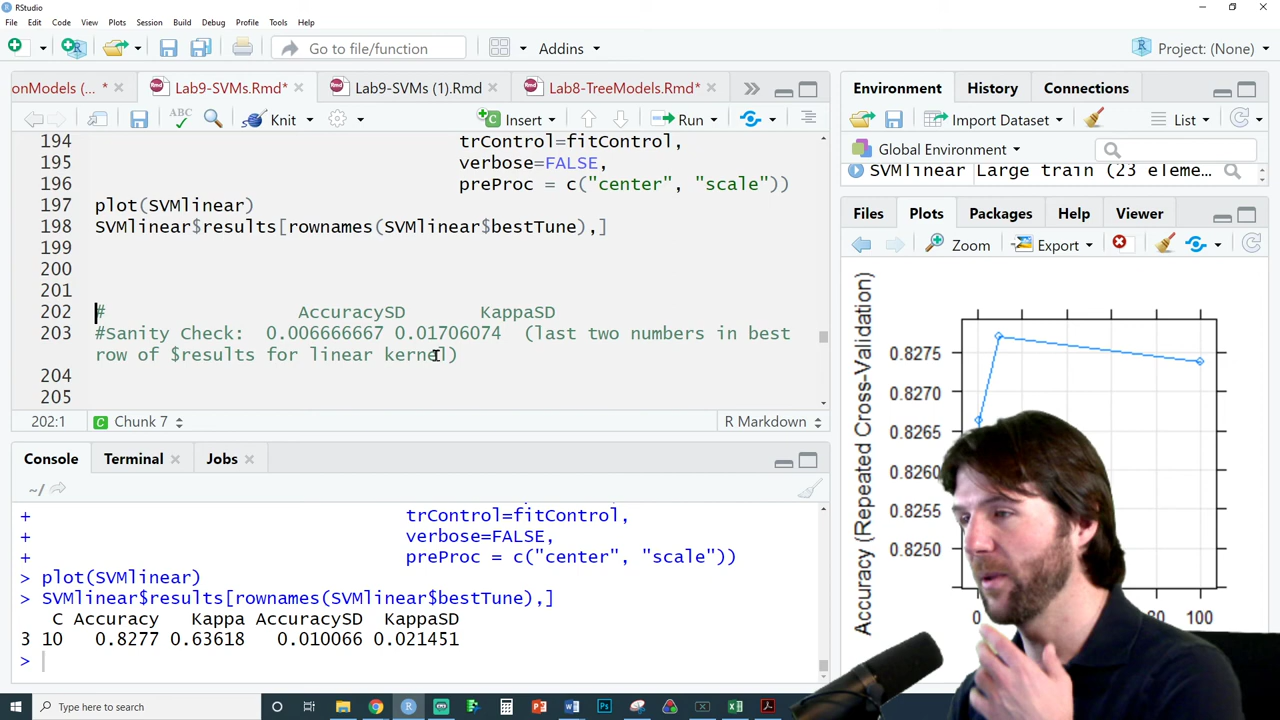 RStudio
File Edit Code View Plots Session Build Debug Profile Tools Help
Go to file/function
Addins
Project: (None)
onModels (... *
Lab9-SVMs.Rmd*
Lab9-SVMs (1).Rmd
Lab8-TreeModels.Rmd*
ABC
Knit
Insert
Run
194 trControl=fitControl,
195 verbose=FALSE,
196 preProc = c("center", "scale"))
197 plot(SVMlinear)
198 SVMlinear$results[rownames(SVMlinear$bestTune),]
199
200
201
202 # AccuracySD KappaSD
203 #Sanity Check: 0.006666667 0.01706074 (last two numbers in best
row of $results for linear kernel)
204
205
202:1 Chunk 7 R Markdown
Console Terminal Jobs
~/
+ trControl=fitControl,
+ verbose=FALSE,
+ preProc = c("center", "scale"))
> plot(SVMlinear)
> SVMlinear$results[rownames(SVMlinear$bestTune),]
C Accuracy Kappa AccuracySD KappaSD
3 10 0.8277 0.63618 0.010066 0.021451
>
Environment History Connections
Import Dataset List
Global Environment
SVMlinear Large train (23 eleme...
Files Plots Packages Help Viewer
Zoom Export
Accuracy (Repeated Cross-Validation)
0.8275
0.8270
0.8265
0.8260
0.8255
0.8250
0 80 100
Type here to search